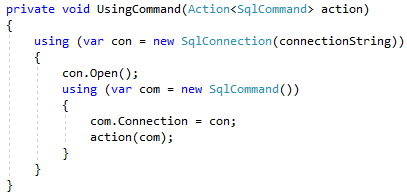 private void UsingCommand(Action<SqlCommand> action)
{
    using (var con = new SqlConnection(connectionString))
    {
        con.Open();
        using (var com = new SqlCommand())
        {
            com.Connection = con;
            action(com);
        }
    }
}